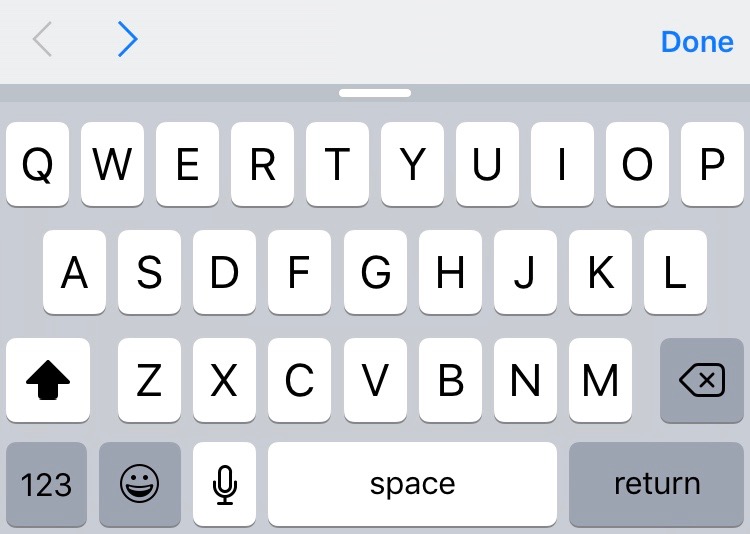 Done
Q W E R T Y U I O P
A S D F G H J K L
Z X C V B N M
123 space return